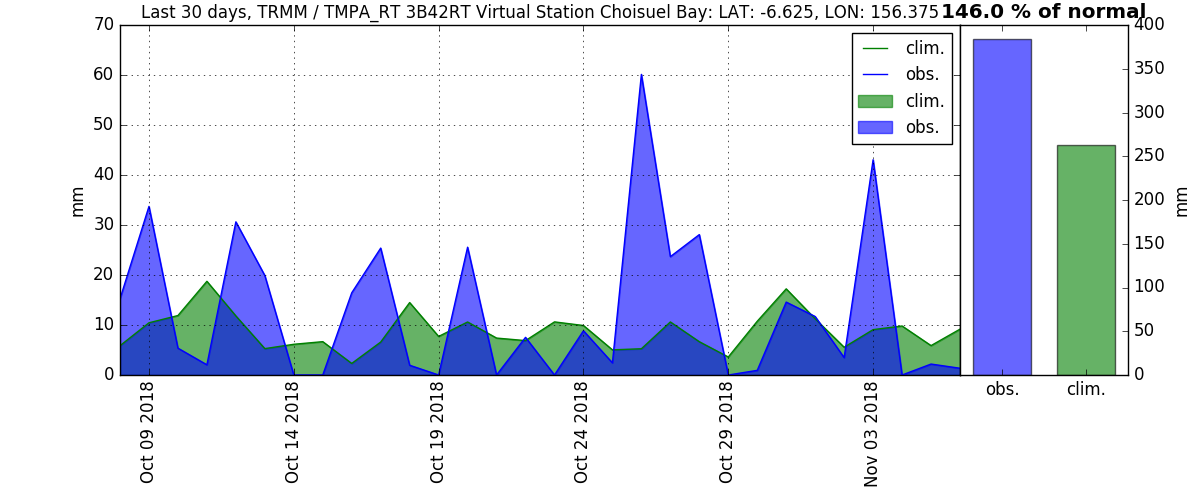 Last 30 days, TRMM / TMPA_RT 3B42RT Virtual Station Choisuel Bay: LAT: -6.625, LON: 156.375
146.0 % of normal
70
60
50
40
30
20
10
0
mm
clim.
obs.
clim.
obs.
Oct 09 2018
Oct 14 2018
Oct 19 2018
Oct 24 2018
Oct 29 2018
Nov 03 2018
400
350
300
250
200
150
100
50
0
mm
obs.
clim.